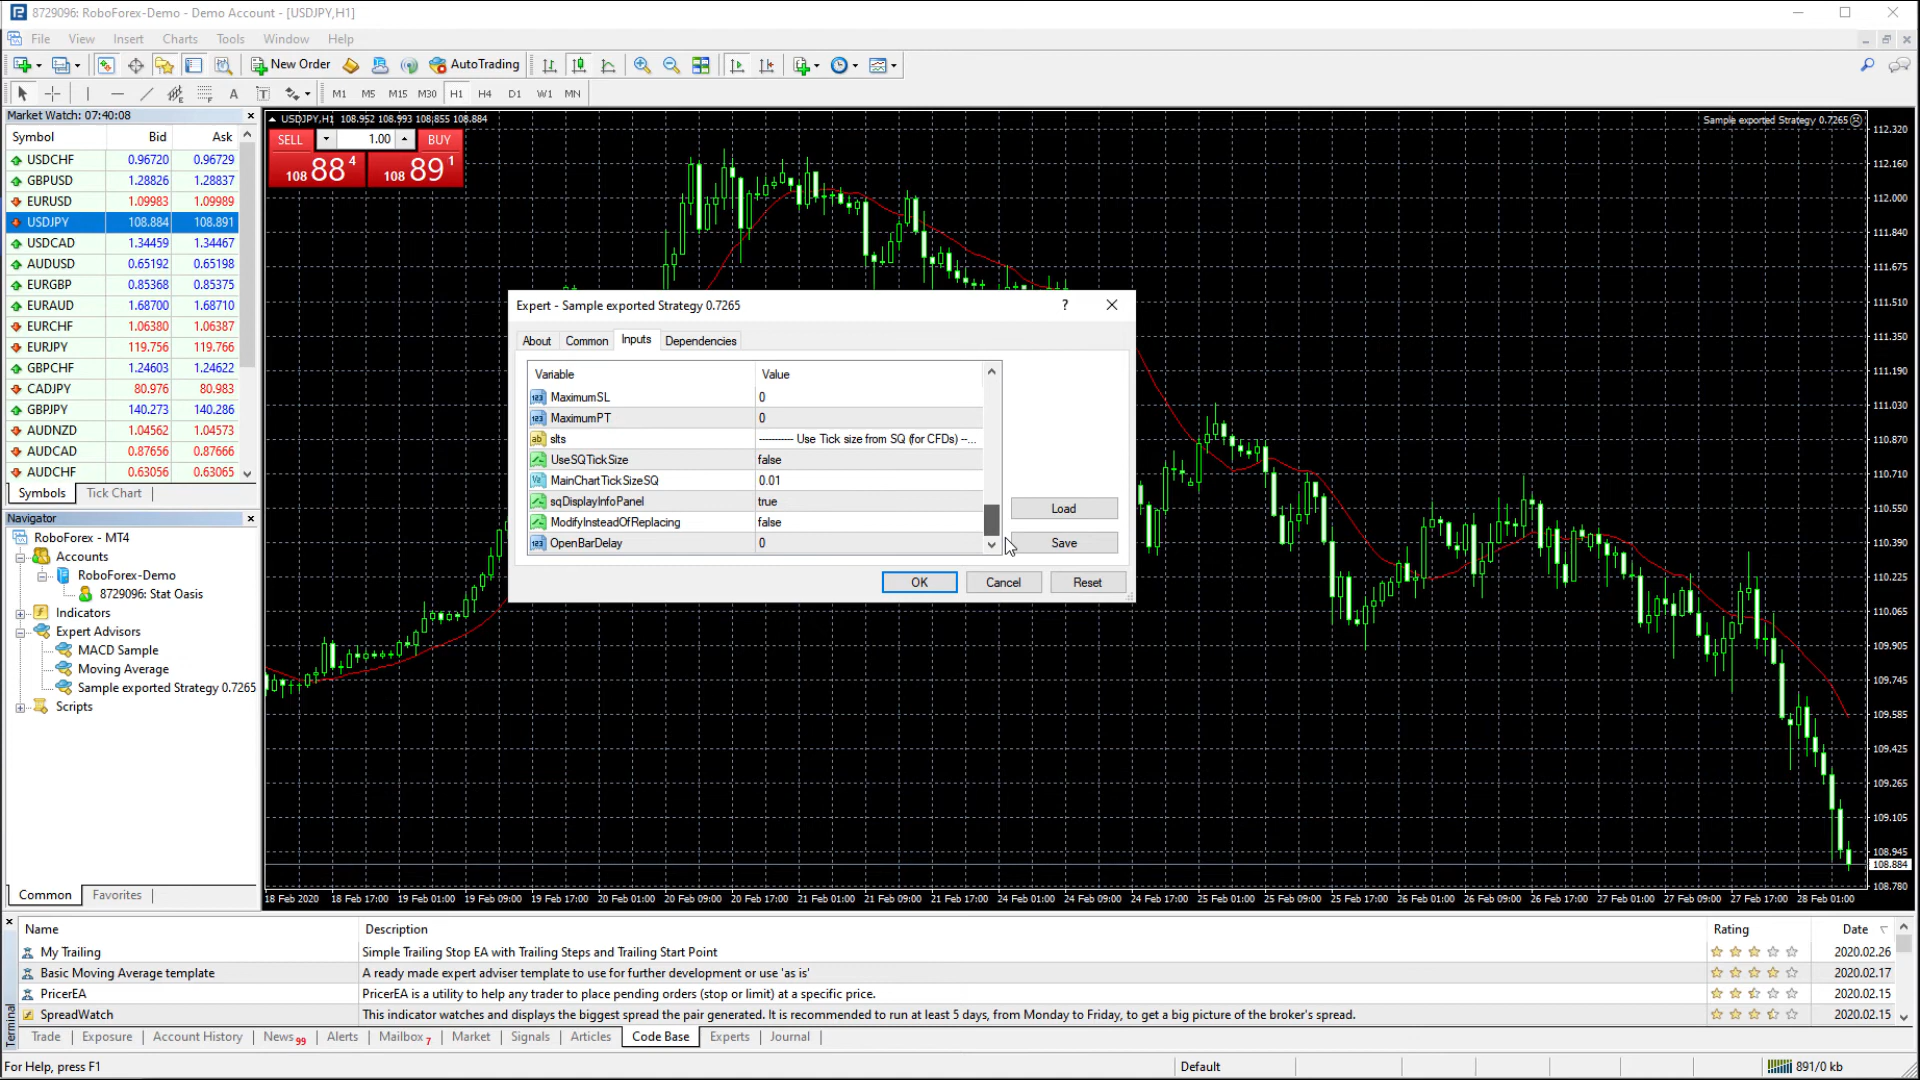 8729096: RoboForex-Demo - Demo Account - [USDJPY,H1]
File View Insert Charts Tools Window Help
New Order AutoTrading
A T M1 M5 M15 M30 H1 H4 D1 W1 MN
Market Watch: 07:40:08
Symbol Bid Ask
USDCHF 0.96720 0.96729
GBPUSD 1.28826 1.28837
EURUSD 1.09983 1.09989
USDJPY 108.884 108.891
USDCAD 1.34459 1.34467
AUDUSD 0.65192 0.65198
EURGBP 0.85368 0.85375
EURAUD 1.68700 1.68710
EURCHF 1.06380 1.06387
EURJPY 119.756 119.766
GBPCHF 1.24603 1.24622
CADJPY 80.976 80.983
GBPJPY 140.273 140.286
AUDNZD 1.04562 1.04573
AUDCAD 0.87656 0.87666
AUDCHF 0.63056 0.63065
Symbols Tick Chart
Navigator
RoboForex - MT4
Accounts
RoboForex-Demo
8729096: Stat Oasis
Indicators
Expert Advisors
MACD Sample
Moving Average
Sample exported Strategy 0.7265
Scripts
Common Favorites
USDJPY,H1 108.952 108.993 108.855 108.884
Sample exported Strategy 0.7265
SELL 1.00 BUY
108 88 4 108 89 1
112.320
112.160
112.000
111.840
111.675
111.510
111.350
111.190
111.030
110.870
110.710
110.550
110.390
110.225
110.065
109.905
109.745
109.585
109.425
109.265
109.105
108.945
108.884
108.780
18 Feb 2020 18 Feb 17:00 19 Feb 01:00 19 Feb 09:00 19 Feb 17:00 20 Feb 01:00 20 Feb 09:00 20 Feb 17:00 21 Feb 01:00 21 Feb 09:00 21 Feb 17:00 24 Feb 01:00 24 Feb 09:00 24 Feb 17:00 25 Feb 01:00 25 Feb 09:00 25 Feb 17:00 26 Feb 01:00 26 Feb 09:00 26 Feb 17:00 27 Feb 01:00 27 Feb 09:00 27 Feb 17:00 28 Feb 01:00
Expert - Sample exported Strategy 0.7265 ?
About Common Inputs Dependencies
Variable Value
123 MaximumSL 0
123 MaximumPT 0
ab slts ----------- Use Tick size from SQ (for CFDs) --...
UseSQTickSize false
MainChartTickSizeSQ 0.01
sqDisplayInfoPanel true
ModifyInsteadOfReplacing false
123 OpenBarDelay 0
Load
Save
OK Cancel Reset
Name Description Rating Date
My Trailing Simple Trailing Stop EA with Trailing Steps and Trailing Start Point 2020.02.26
Basic Moving Average template A ready made expert adviser template to use for further development or use 'as is' 2020.02.17
PricerEA PricerEA is a utility to help any trader to place pending orders (stop or limit) at a specific price. 2020.02.15
SpreadWatch This indicator watches and displays the biggest spread the pair generated. It is recommended to run at least 5 days, from Monday to Friday, to get a big picture of the broker's spread. 2020.02.15
Terminal
Trade Exposure Account History News 99 Alerts Mailbox 7 Market Signals Articles Code Base Experts Journal
For Help, press F1 Default 891/0 kb